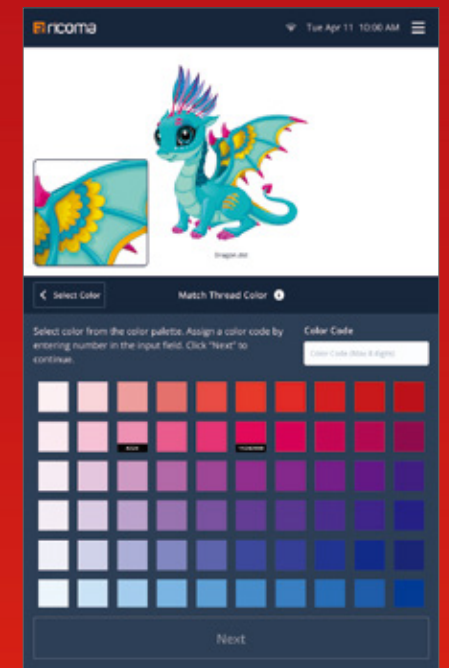 ricoma
Tue Apr 11 10:00 AM
Dragon.dst
Select Color
Match Thread Color
Select color from the color palette. Assign a color code by
entering number in the input field. Click "Next" to
continue.
Color Code
Color Code (Max 8 digits)
Next